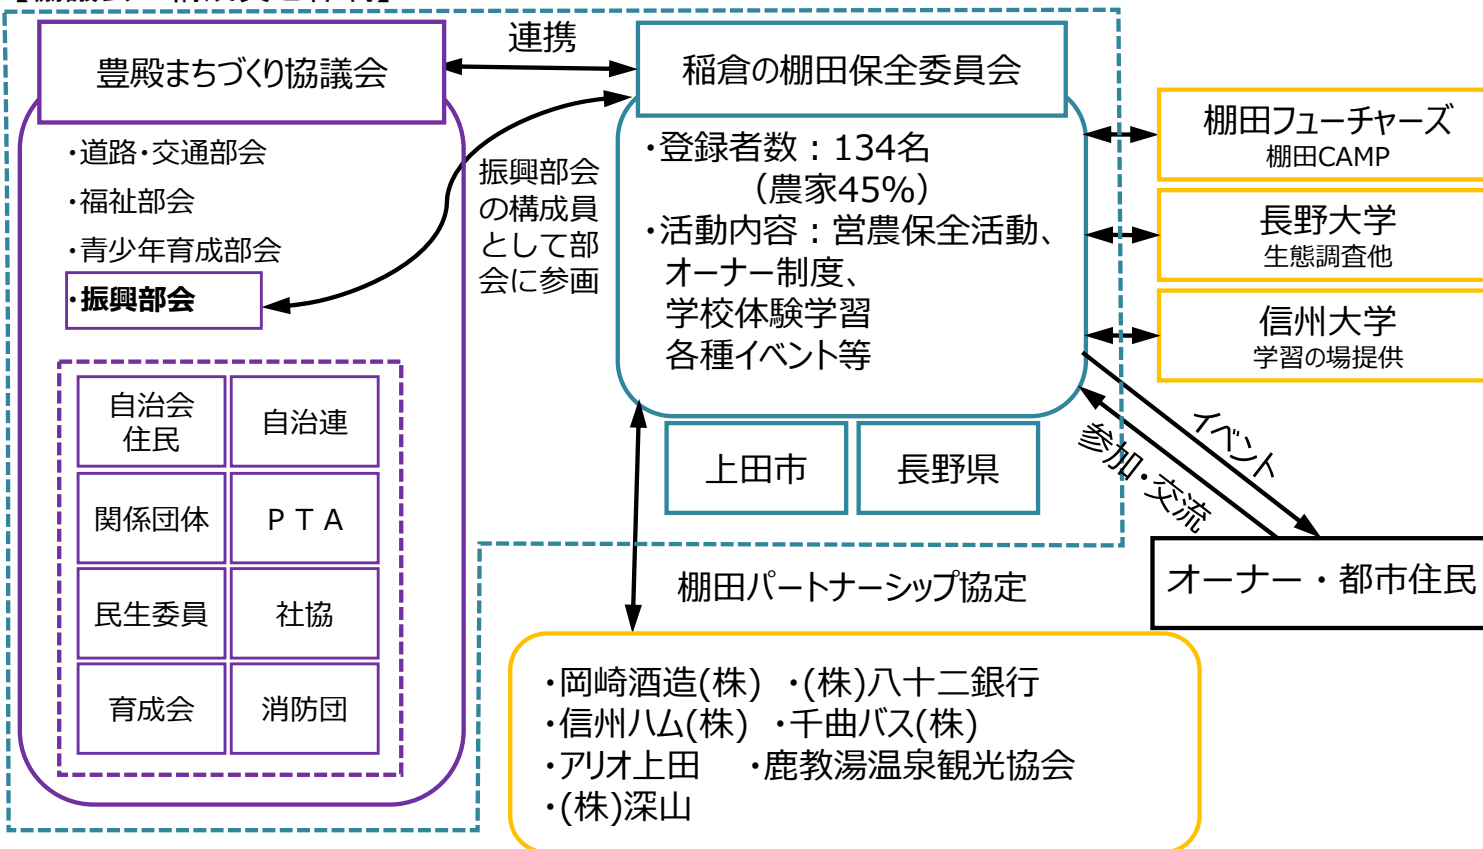 連携
豊殿まちづくり協議会
・道路・交通部会
・福祉部会
・青少年育成部会
・振興部会
自治会
住民
自治連
関係団体
ＰＴＡ
民生委員
社協
育成会
消防団
振興部会
の構成員
として部
会に参画
稲倉の棚田保全委員会
・登録者数：134名
（農家45%）
・活動内容：営農保全活動、
オーナー制度、
学校体験学習
各種イベント等
上田市
長野県
棚田フューチャーズ
棚田CAMP
長野大学
生態調査他
信州大学
学習の場提供
イベント
参加・交流
オーナー・都市住民
棚田パートナーシップ協定
・岡崎酒造(株) ・(株)八十二銀行
・信州ハム(株) ・千曲バス(株)
・アリオ上田 ・鹿教湯温泉観光協会
・(株)深山